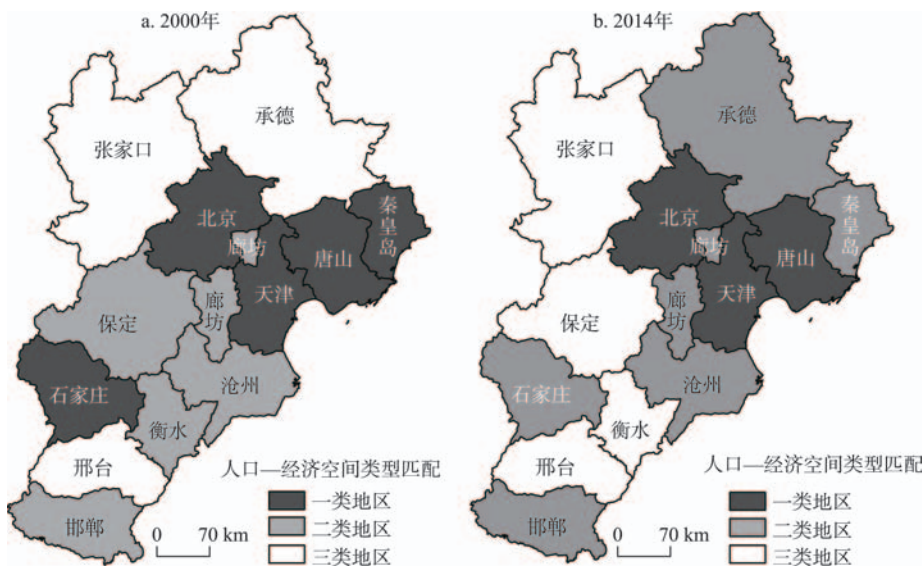 a. 2000年
承德
张家口
北京
廊坊
秦皇岛
唐山
天津
廊坊
保定
沧州
石家庄
衡水
邢台
邯郸
人口—经济空间类型匹配
一类地区
二类地区
三类地区
0 70 km
b. 2014年
承德
张家口
北京
廊坊
秦皇岛
唐山
天津
廊坊
保定
沧州
石家庄
衡水
邢台
邯郸
人口—经济空间类型匹配
一类地区
二类地区
三类地区
0 70 km